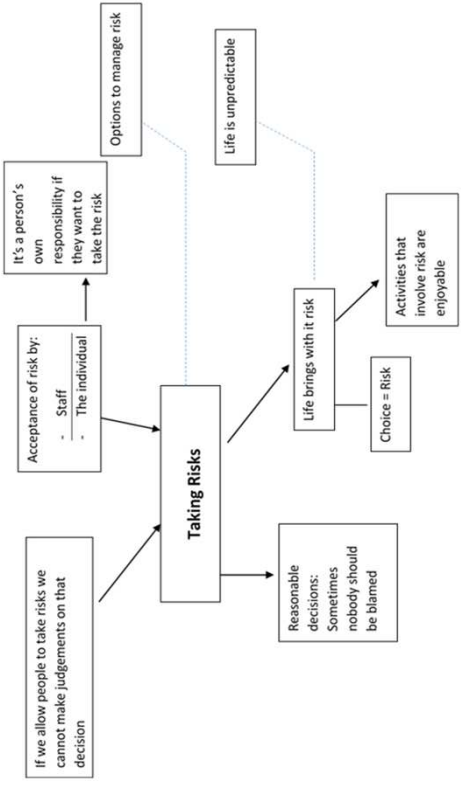 If we allow people to take risks we
cannot make judgements on that
decision
Acceptance of risk by:
- Staff
- The individual
It's a person's
own
responsibility if
they want to
take the risk
Options to manage risk
Taking Risks
Life is unpredictable
Life brings with it risk
Reasonable
decisions:
Sometimes
nobody should
be blamed
Choice = Risk
Activities that
involve risk are
enjoyable